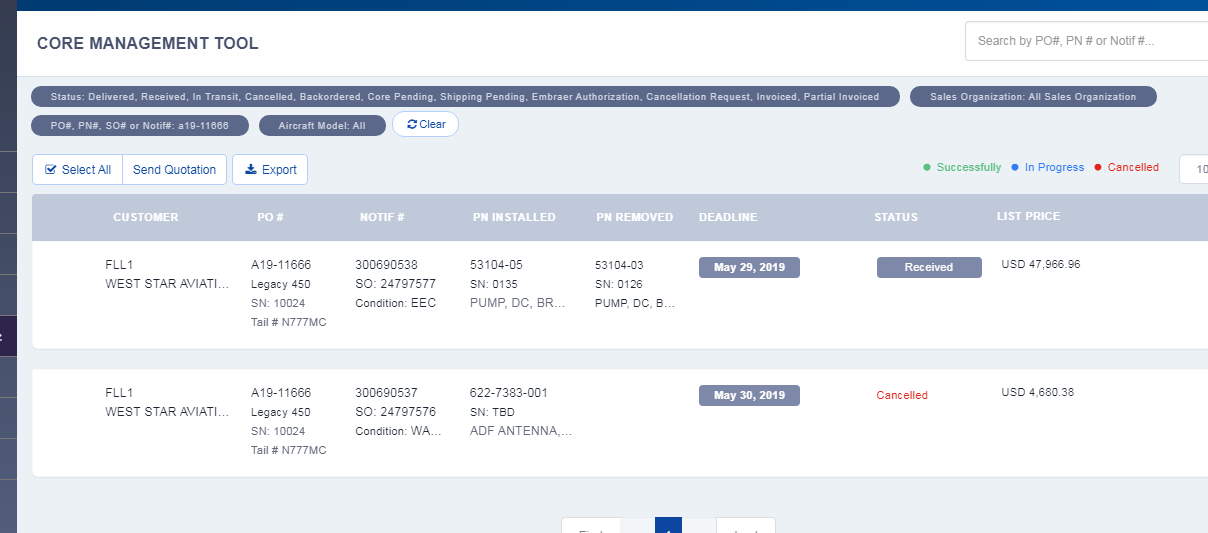 CORE MANAGEMENT TOOL
Search by PO#, PN # or Notif #...
Status: Delivered, Received, In Transit, Cancelled, Backordered, Core Pending, Shipping Pending, Embraer Authorization, Cancellation Request, Invoiced, Partial Invoiced
Sales Organization: All Sales Organization
PO#, PN#, SO# or Notif#: a19-11666
Aircraft Model: All
Clear
Select All
Send Quotation
Export
Successfully
In Progress
Cancelled
10
CUSTOMER PO # NOTIF # PN INSTALLED PN REMOVED DEADLINE STATUS LIST PRICE
FLL1 A19-11666 300690538 53104-05 53104-03 May 29, 2019 Received USD 47,966.96
WEST STAR AVIATI... Legacy 450 SO: 24797577 SN: 0135 SN: 0126
SN: 10024 Condition: EEC PUMP, DC, BR... PUMP, DC, B...
Tail # N777MC
FLL1 A19-11666 300690537 622-7383-001 May 30, 2019 Cancelled USD 4,680.38
WEST STAR AVIATI... Legacy 450 SO: 24797576 SN: TBD
SN: 10024 Condition: WA... ADF ANTENNA,...
Tail # N777MC